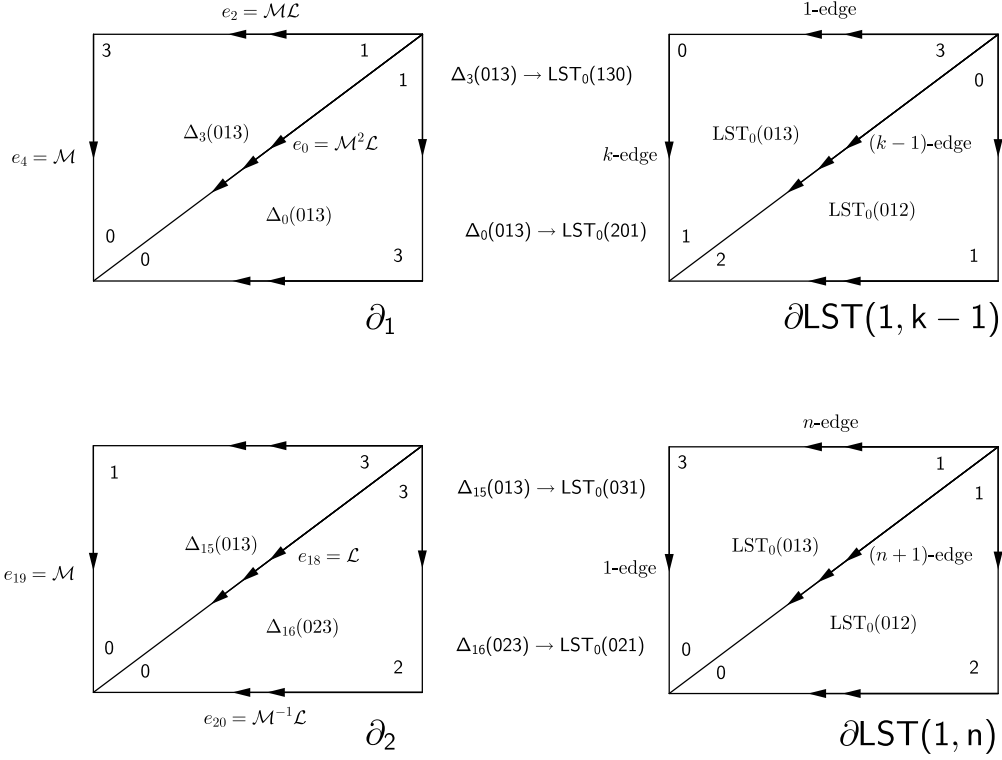 e₂ = ℳℒ
1-edge
3
1
1
0
3
0
Δ₃(013) → LST₀(130)
Δ₃(013)
e₀ = ℳ²ℒ
LST₀(013)
(k − 1)-edge
e₄ = ℳ
k-edge
Δ₀(013)
LST₀(012)
Δ₀(013) → LST₀(201)
0
0
3
1
2
1
∂₁
∂LST(1, k − 1)
n-edge
1
3
3
3
1
1
Δ₁₅(013) → LST₀(031)
Δ₁₅(013)
e₁₈ = ℒ
LST₀(013)
(n + 1)-edge
e₁₉ = ℳ
1-edge
Δ₁₆(023)
LST₀(012)
Δ₁₆(023) → LST₀(021)
0
0
2
0
0
2
e₂₀ = ℳ⁻¹ℒ
∂₂
∂LST(1, n)